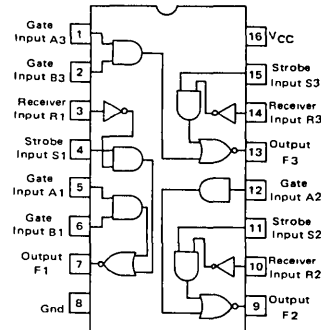 Gate
Input A3
1
Gate
Input B3
2
Receiver
Input R1
3
Strobe
Input S1
4
Gate
Input A1
5
Gate
Input B1
6
Output
F1
7
Gnd
8
16
VCC
15
Strobe
Input S3
14
Receiver
Input R3
13
Output
F3
12
Gate
Input A2
11
Strobe
Input S2
10
Receiver
Input R2
9
Output
F2